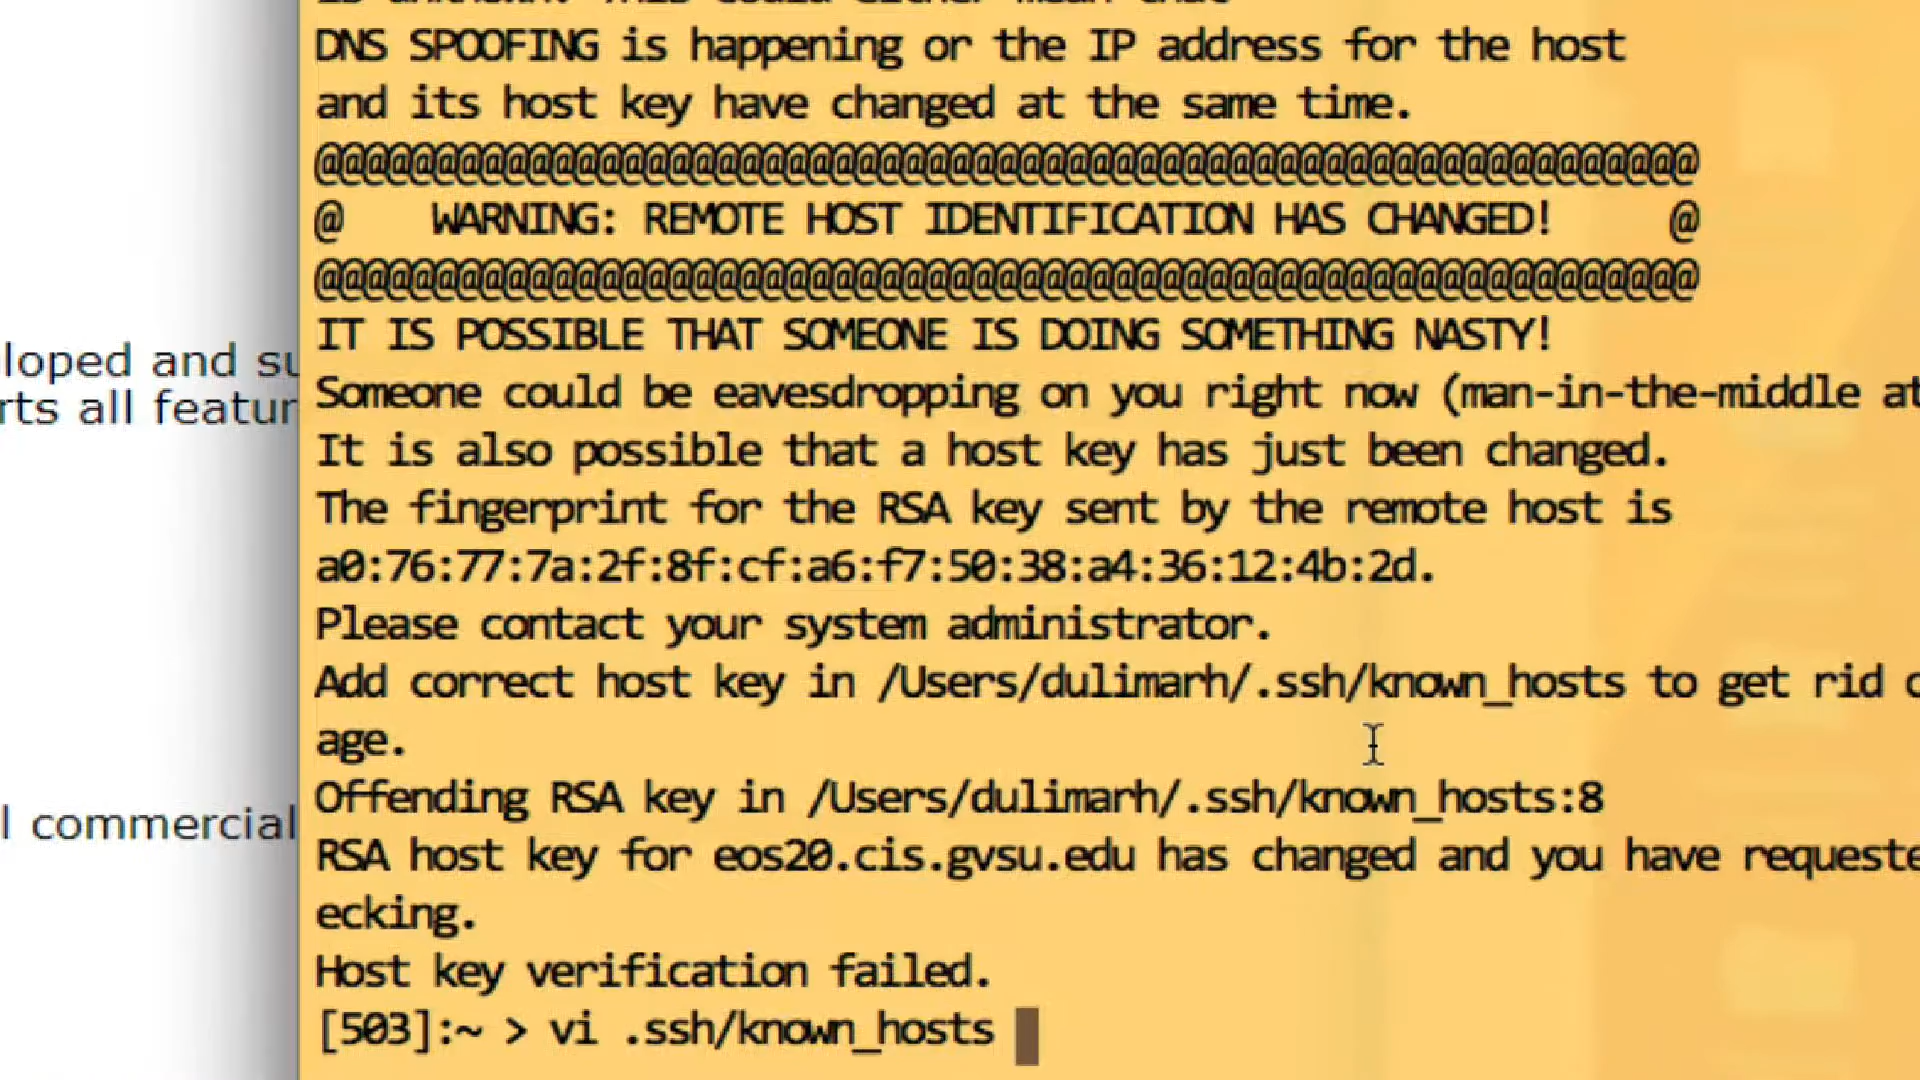 DNS SPOOFING is happening or the IP address for the host
and its host key have changed at the same time.
@@@@@@@@@@@@@@@@@@@@@@@@@@@@@@@@@@@@@@@@@@@@@@@@@@@@@@@@@@@
@    WARNING: REMOTE HOST IDENTIFICATION HAS CHANGED!     @
@@@@@@@@@@@@@@@@@@@@@@@@@@@@@@@@@@@@@@@@@@@@@@@@@@@@@@@@@@@
IT IS POSSIBLE THAT SOMEONE IS DOING SOMETHING NASTY!
Someone could be eavesdropping on you right now (man-in-the-middle at
It is also possible that a host key has just been changed.
The fingerprint for the RSA key sent by the remote host is
a0:76:77:7a:2f:8f:cf:a6:f7:50:38:a4:36:12:4b:2d.
Please contact your system administrator.
Add correct host key in /Users/dulimarh/.ssh/known_hosts to get rid
age.
Offending RSA key in /Users/dulimarh/.ssh/known_hosts:8
RSA host key for eos20.cis.gvsu.edu has changed and you have requeste
ecking.
Host key verification failed.
[503]:~ > vi .ssh/known_hosts
loped and su
rts all featur
l commercial